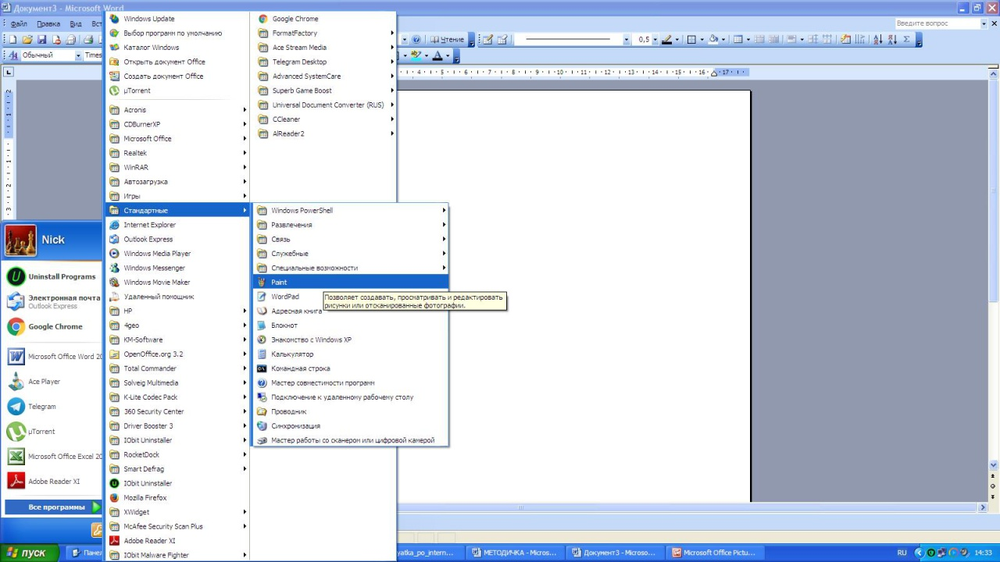 Документ3 - Microsoft Word
Файл Правка Вид Вст
Введите вопрос
Чтение
0,5
Обычный Times
4 5 6 7 8 9 10 11 12 13 14 15 16 17
Windows Update
Выбор программ по умолчанию
Каталог Windows
Открыть документ Office
Создать документ Office
µTorrent
Acronis
CDBurnerXP
Microsoft Office
Realtek
WinRAR
Автозагрузка
Игры
Стандартные
Internet Explorer
Outlook Express
Windows Media Player
Windows Messenger
Windows Movie Maker
Удаленный помощник
HP
4geo
KM-Software
OpenOffice.org 3.2
Total Commander
Solveig Multimedia
K-Lite Codec Pack
360 Security Center
Driver Booster 3
IObit Uninstaller
RocketDock
Smart Defrag
IObit Uninstaller
Mozilla Firefox
XWidget
McAfee Security Scan Plus
Adobe Reader XI
IObit Malware Fighter
Google Chrome
FormatFactory
Ace Stream Media
Telegram Desktop
Advanced SystemCare
Superb Game Boost
Universal Document Converter (RUS)
CCleaner
AlReader2
Windows PowerShell
Развлечения
Связь
Служебные
Специальные возможности
Paint
WordPad
Адресная книга
Блокнот
Знакомство с Windows XP
Калькулятор
Командная строка
Мастер совместимости программ
Подключение к удаленному рабочему столу
Проводник
Синхронизация
Мастер работы со сканером или цифровой камерой
Позволяет создавать, просматривать и редактировать
рисунки или отсканированные фотографии.
Nick
Uninstall Programs
Электронная почта
Outlook Express
Google Chrome
Microsoft Office Word 20
Ace Player
Telegram
µTorrent
Microsoft Office Excel 20
Adobe Reader XI
Все программы
пуск
Панел
yatka_po_intern...
МЕТОДИЧКА - Micros...
Документ3 - Microso...
Microsoft Office Pictu...
RU
14:33